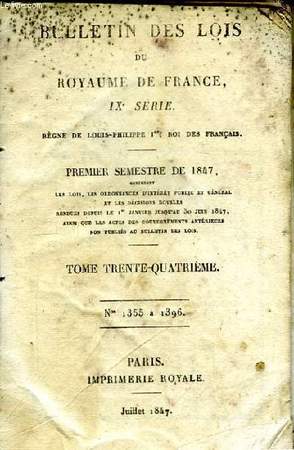 BULLETIN DES LOIS
DU
ROYAUME DE FRANCE,
IXe SÉRIE.
RÈGNE DE LOUIS-PHILIPPE Ier, ROI DES FRANÇAIS.
PREMIER SEMESTRE DE 1847,
CONTENANT
LES LOIS, LES ORDONNANCES D'INTÉRÊT PUBLIC ET GÉNÉRAL
ET LES DÉCISIONS ROYALES
RENDUES DEPUIS LE 1er JANVIER JUSQU'AU 30 JUIN 1847,
AINSI QUE LES ACTES DES GOUVERNEMENTS ANTÉRIEURS
NON PUBLIÉS AU BULLETIN DES LOIS.
TOME TRENTE-QUATRIÈME.
Nos 1355 à 1396.
PARIS.
IMPRIMERIE ROYALE.
Juillet 1847.